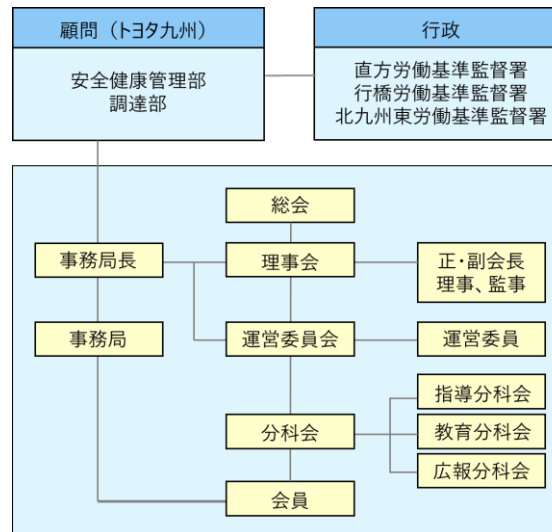 顧問（トヨタ九州）
安全健康管理部
調達部
行政
直方労働基準監督署
行橋労働基準監督署
北九州東労働基準監督署
総会
事務局長
理事会
正・副会長
理事、監事
事務局
運営委員会
運営委員
指導分科会
分科会
教育分科会
広報分科会
会員